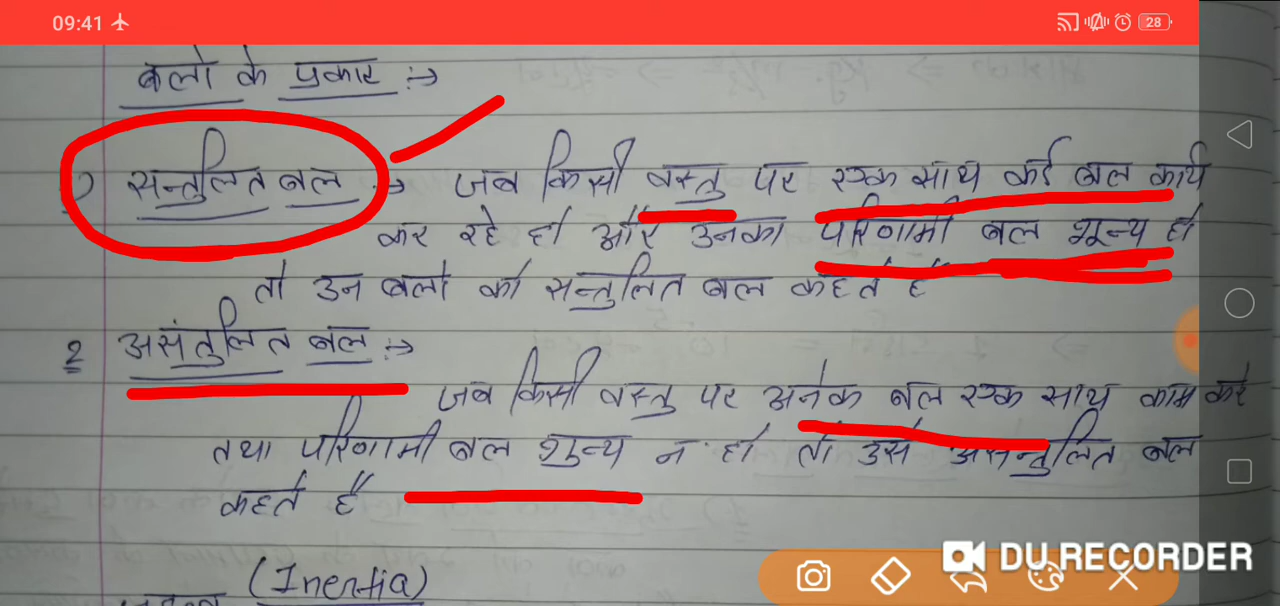 09:41
28
बलो के प्रकार :→
1) सन्तुलित बल :→ जब किसी वस्तु पर एक साथ कई बल कार्य
कर रहे हो और उनका परिणामी बल शून्य हो
तो उन बलो को सन्तुलित बल कहते है
2 असंतुलित बल :→
जब किसी वस्तु पर अनेक बल एक साथ काम करे
तथा परिणामी बल शून्य न हो तो उसे असन्तुलित बल
कहते हैं
(Inertia)
DU RECORDER